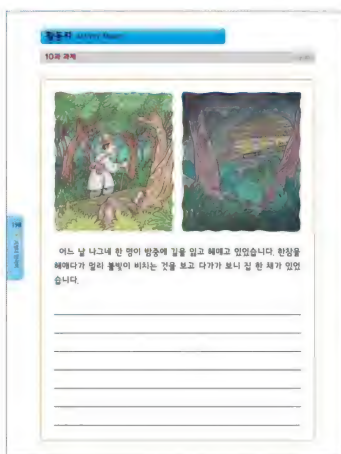 활동지 Activity Paper
10과 과제
어느 날 나그네 한 명이 밤중에 길을 잃고 헤매고 있었습니다. 한참을
헤매다가 멀리 불빛이 비치는 것을 보고 다가가 보니 집 한 채가 있었
습니다.